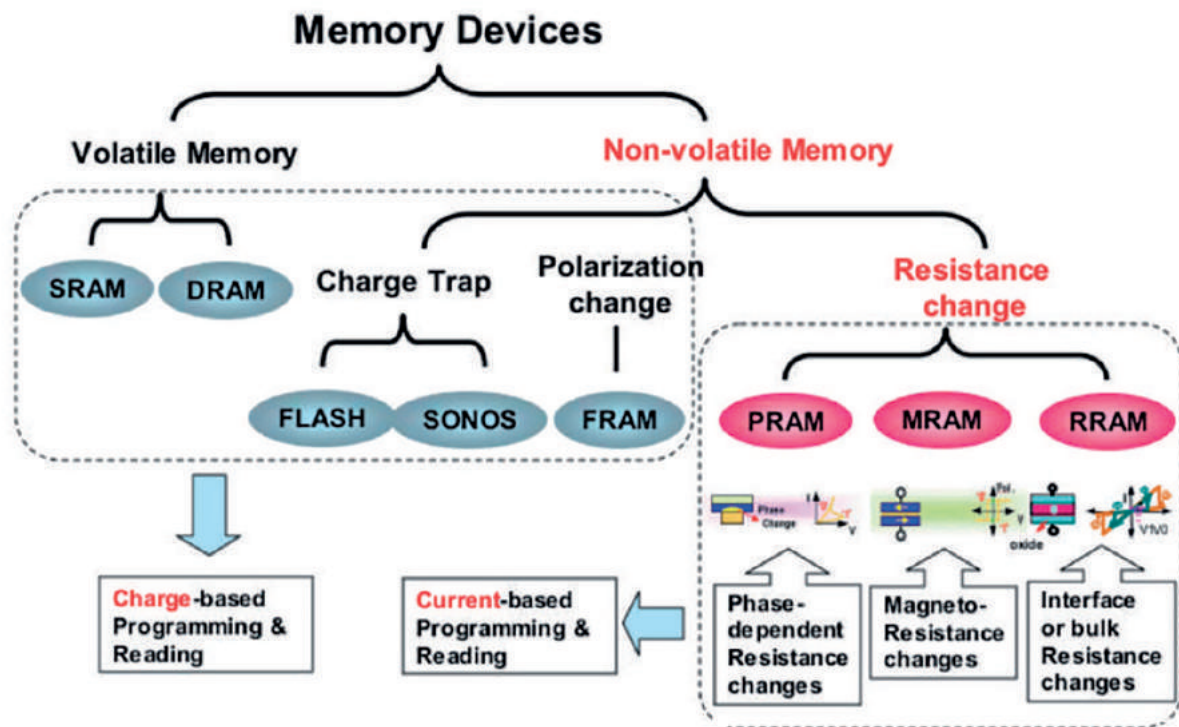 Memory Devices
Volatile Memory
Non-volatile Memory
SRAM
DRAM
Charge Trap
Polarization
change
Resistance
change
FLASH
SONOS
FRAM
PRAM
MRAM
RRAM
Phase
Change
I
V
oxide
Charge-based
Programming &
Reading
Current-based
Programming &
Reading
Phase-
dependent
Resistance
changes
Magneto-
Resistance
changes
Interface
or bulk
Resistance
changes